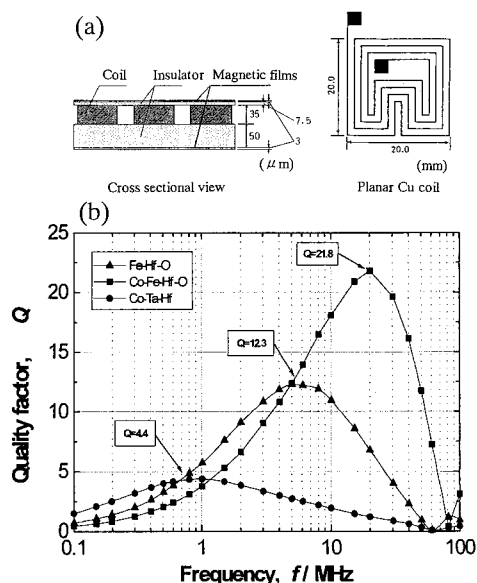 (a)
Coil Insulator Magnetic films
35
50
7.5
3
(μm)
Cross sectional view
20.0
20.0
(mm)
Planar Cu coil
(b)
Quality factor, Q
25
20
15
10
5
0
Fe-Hf-O
Co-Fe-Hf-O
Co-Ta-Hf
Q=21.8
Q=12.3
Q=4.4
0.1 1 10 100
Frequency, f / MHz